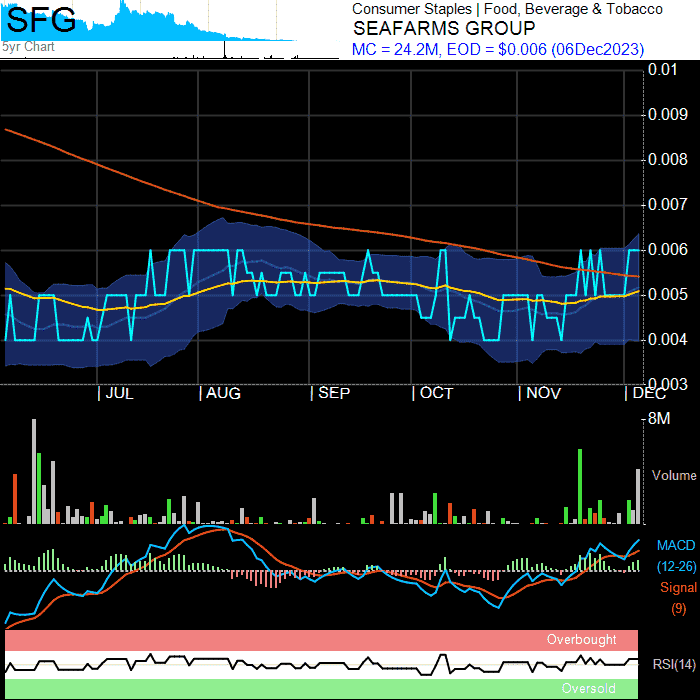 SFG
5yr Chart
Consumer Staples | Food, Beverage & Tobacco
SEAFARMS GROUP
MC = 24.2M, EOD = $0.006 (06Dec2023)
0.01
0.009
0.008
0.007
0.006
0.005
0.004
0.003
| JUL | AUG | SEP | OCT | NOV | DEC
8M
Volume
MACD
(12-26)
Signal
(9)
Overbought
RSI(14)
Oversold